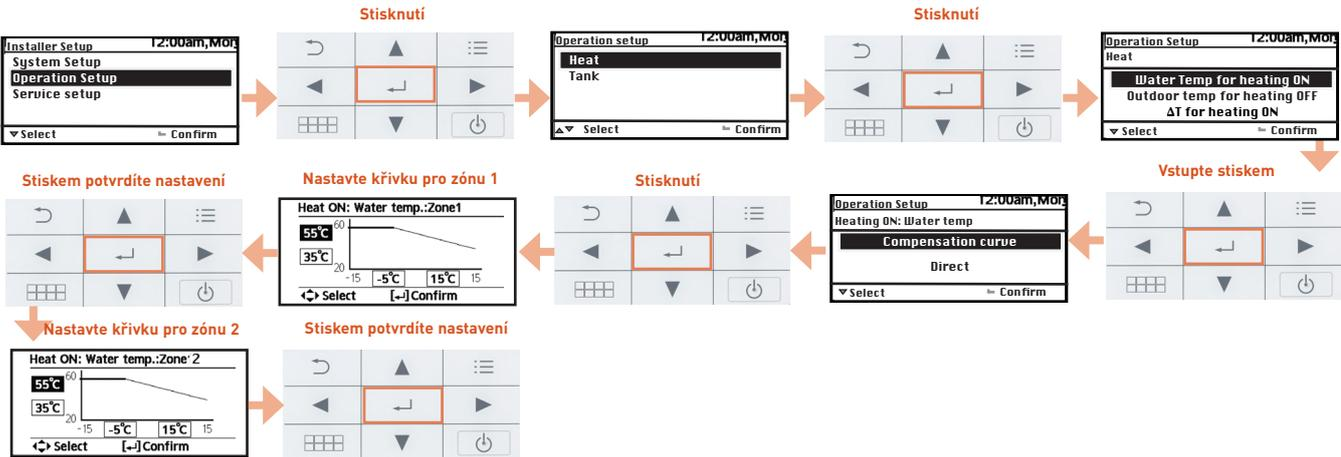 Stisknutí
Stisknutí
Installer Setup 12:00am,Mon
System Setup
Operation Setup
Service setup
▼Select Confirm
Operation setup 12:00am,Mon
Heat
Tank
▲▼ Select Confirm
Operation Setup 12:00am,Mon
Heat
Water Temp for heating ON
Outdoor temp for heating OFF
ΔT for heating ON
▼ Select Confirm
Vstupte stiskem
Operation Setup 12:00am,Mon
Heating ON: Water temp
Compensation curve
Direct
▼ Select Confirm
Stisknutí
Nastavte křivku pro zónu 1
Heat ON: Water temp.:Zone1
55°C 60
35°C
20
-15 -5°C 15°C 15
Select [↵]Confirm
Stiskem potvrdíte nastavení
Nastavte křivku pro zónu 2
Heat ON: Water temp.:Zone 2
55°C 60
35°C
20
-15 -5°C 15°C 15
Select [↵]Confirm
Stiskem potvrdíte nastavení